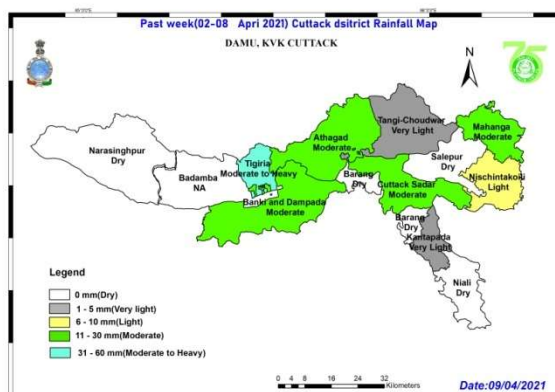 Past week(02-08 Apri 2021) Cuttack dsitrict Rainfall Map
DAMU, KVK CUTTACK
N
75
Tangi-Choudwar
Very Light
Mahanga
Moderate
Athagad
Moderate
Narasinghpur
Dry
Salepur
Dry
Tigiria
Moderate to Heavy
Badamba
NA
Barang
Dry
Nischintakoili
Light
Cuttack Sadar
Moderate
Banki and Dampada
Moderate
Barang
Dry
Kantapada
Very Light
Niali
Dry
Legend
0 mm(Dry)
1 - 5 mm(Very light)
6 - 10 mm(Light)
11 - 30 mm(Moderate)
31 - 60 mm(Moderate to Heavy)
0 4 8 16 24 32
Kilometers
Date:09/04/2021